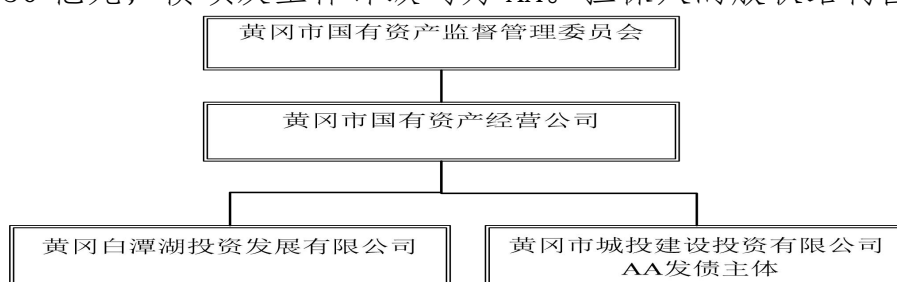 黄冈市国有资产监督管理委员会
黄冈市国有资产经营公司
黄冈白潭湖投资发展有限公司
黄冈市城投建设投资有限公司
AA发债主体